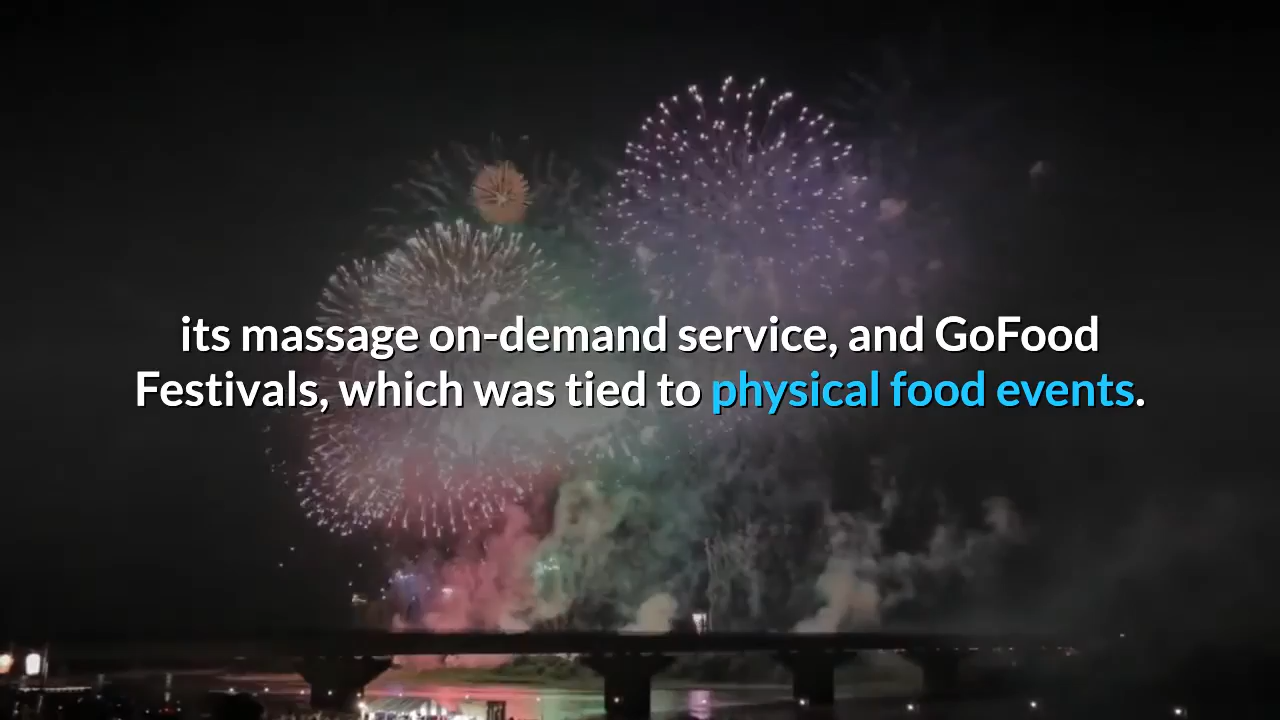 its massage on-demand service, and GoFood
Festivals, which was tied to physical food events.